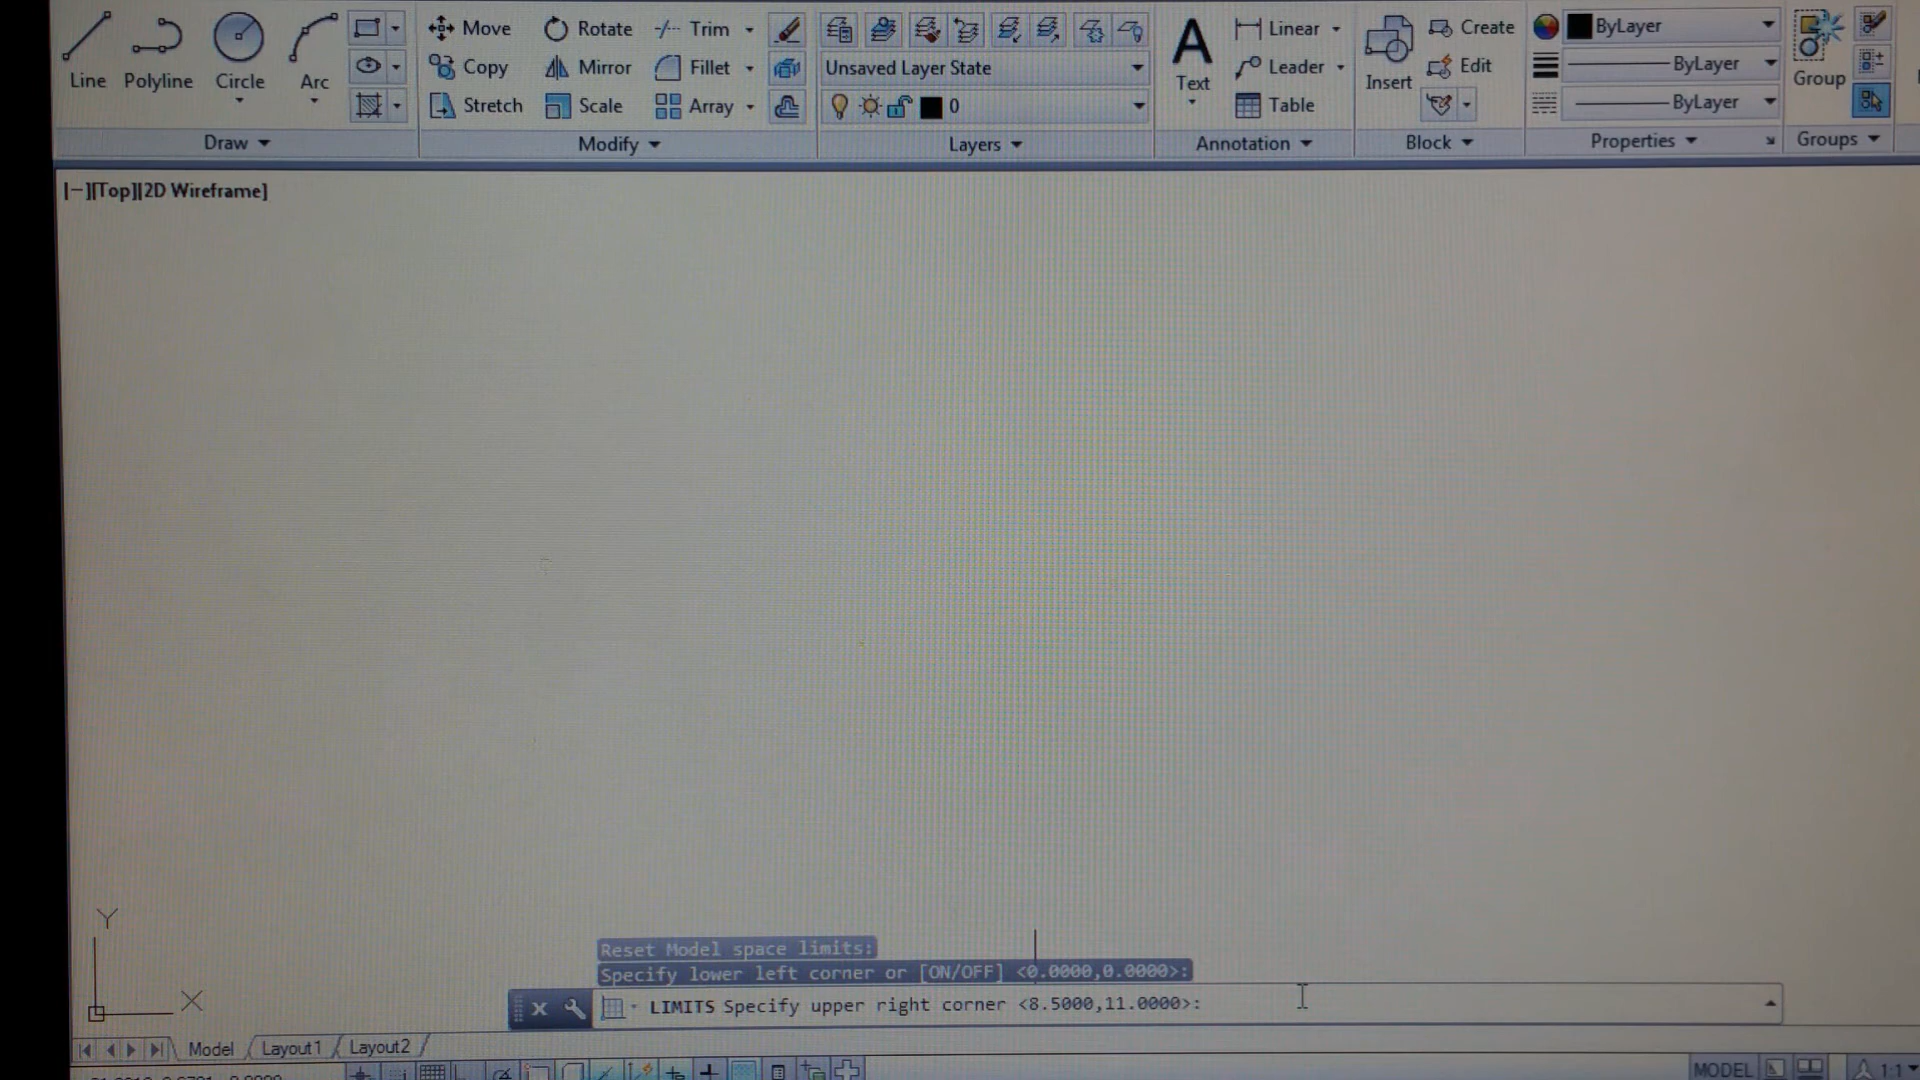 Line
Polyline
Circle
Arc
Draw
Move
Copy
Stretch
Rotate
Mirror
Scale
Trim
Fillet
Array
Modify
Unsaved Layer State
0
Layers
A
Text
Linear
Leader
Table
Annotation
Insert
Create
Edit
Block
ByLayer
ByLayer
ByLayer
Properties
Group
Groups
[−][Top][2D Wireframe]
Y
X
Reset Model space limits:
Specify lower left corner or [ON/OFF] <0.0000,0.0000>:
LIMITS Specify upper right corner <8.5000,11.0000>:
Model
Layout1
Layout2
MODEL
1:1